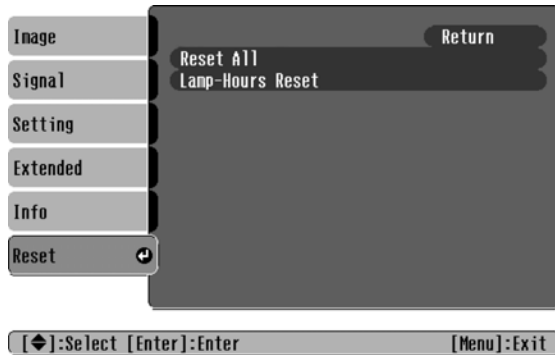 Image
Signal
Setting
Extended
Info
Reset
Return
Reset All
Lamp-Hours Reset
[◆]:Select [Enter]:Enter
[Menu]:Exit